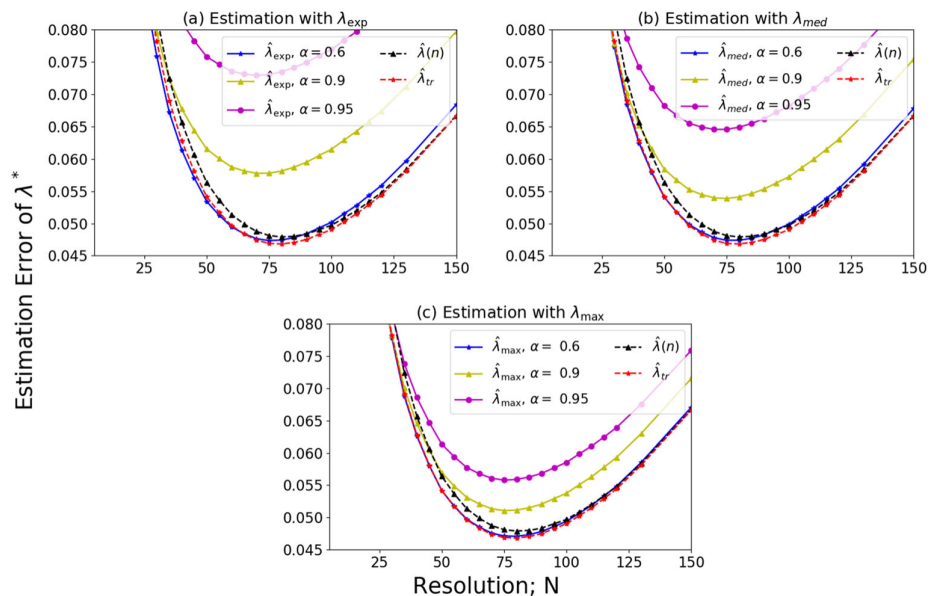 (a) Estimation with λexp
(b) Estimation with λmed
0.080
0.075
0.070
0.065
0.060
0.055
0.050
0.045
λ̂exp, α = 0.6
λ̂exp, α = 0.9
λ̂exp, α = 0.95
λ̂(n)
λ̂tr
25 50 75 100 125 150
0.080
0.075
0.070
0.065
0.060
0.055
0.050
0.045
λ̂med, α = 0.6
λ̂med, α = 0.9
λ̂med, α = 0.95
λ̂(n)
λ̂tr
25 50 75 100 125 150
Estimation Error of λ*
(c) Estimation with λmax
0.080
0.075
0.070
0.065
0.060
0.055
0.050
0.045
λ̂max, α = 0.6
λ̂max, α = 0.9
λ̂max, α = 0.95
λ̂(n)
λ̂tr
25 50 75 100 125 150
Resolution; N